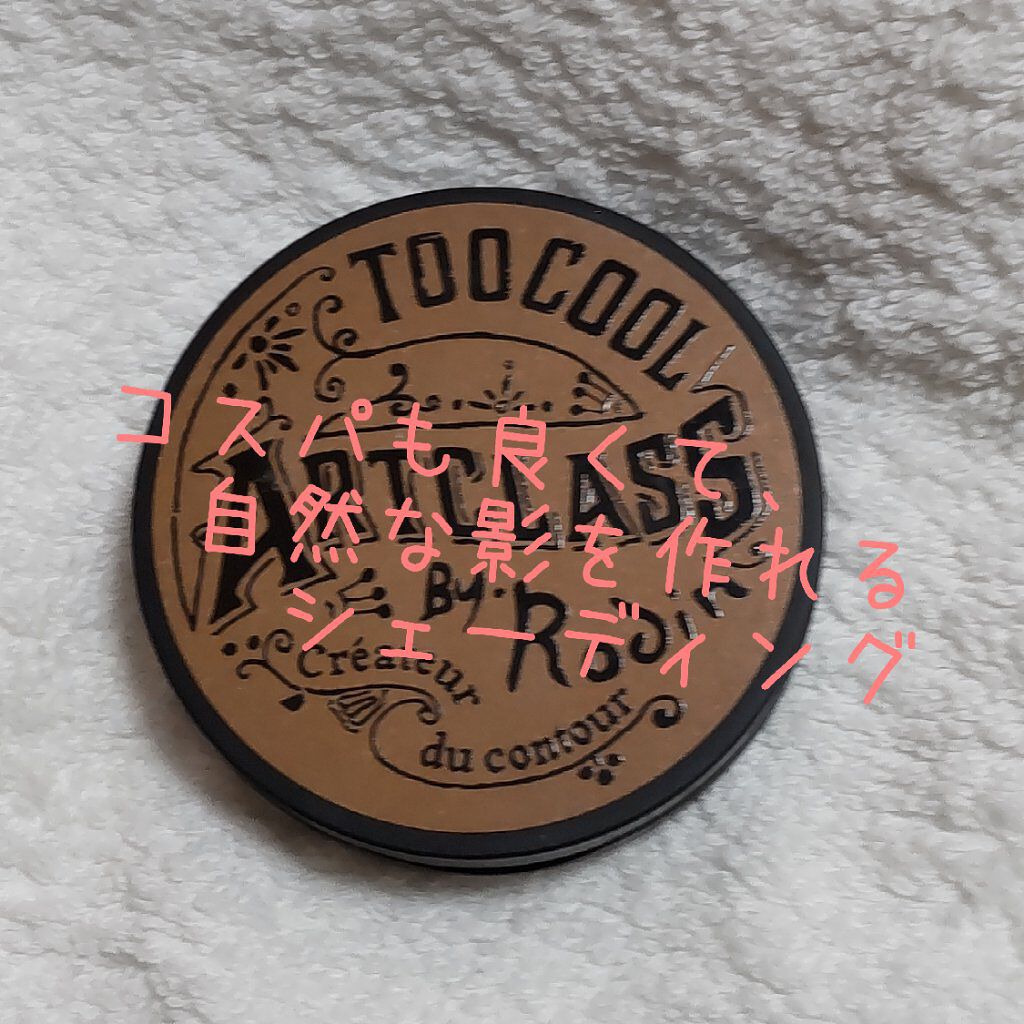 TOOCOOL
ARTCLASS
By. RODIN
Créateur
du contour
コスパも良くて、
自然な影を作れる
シェーディング